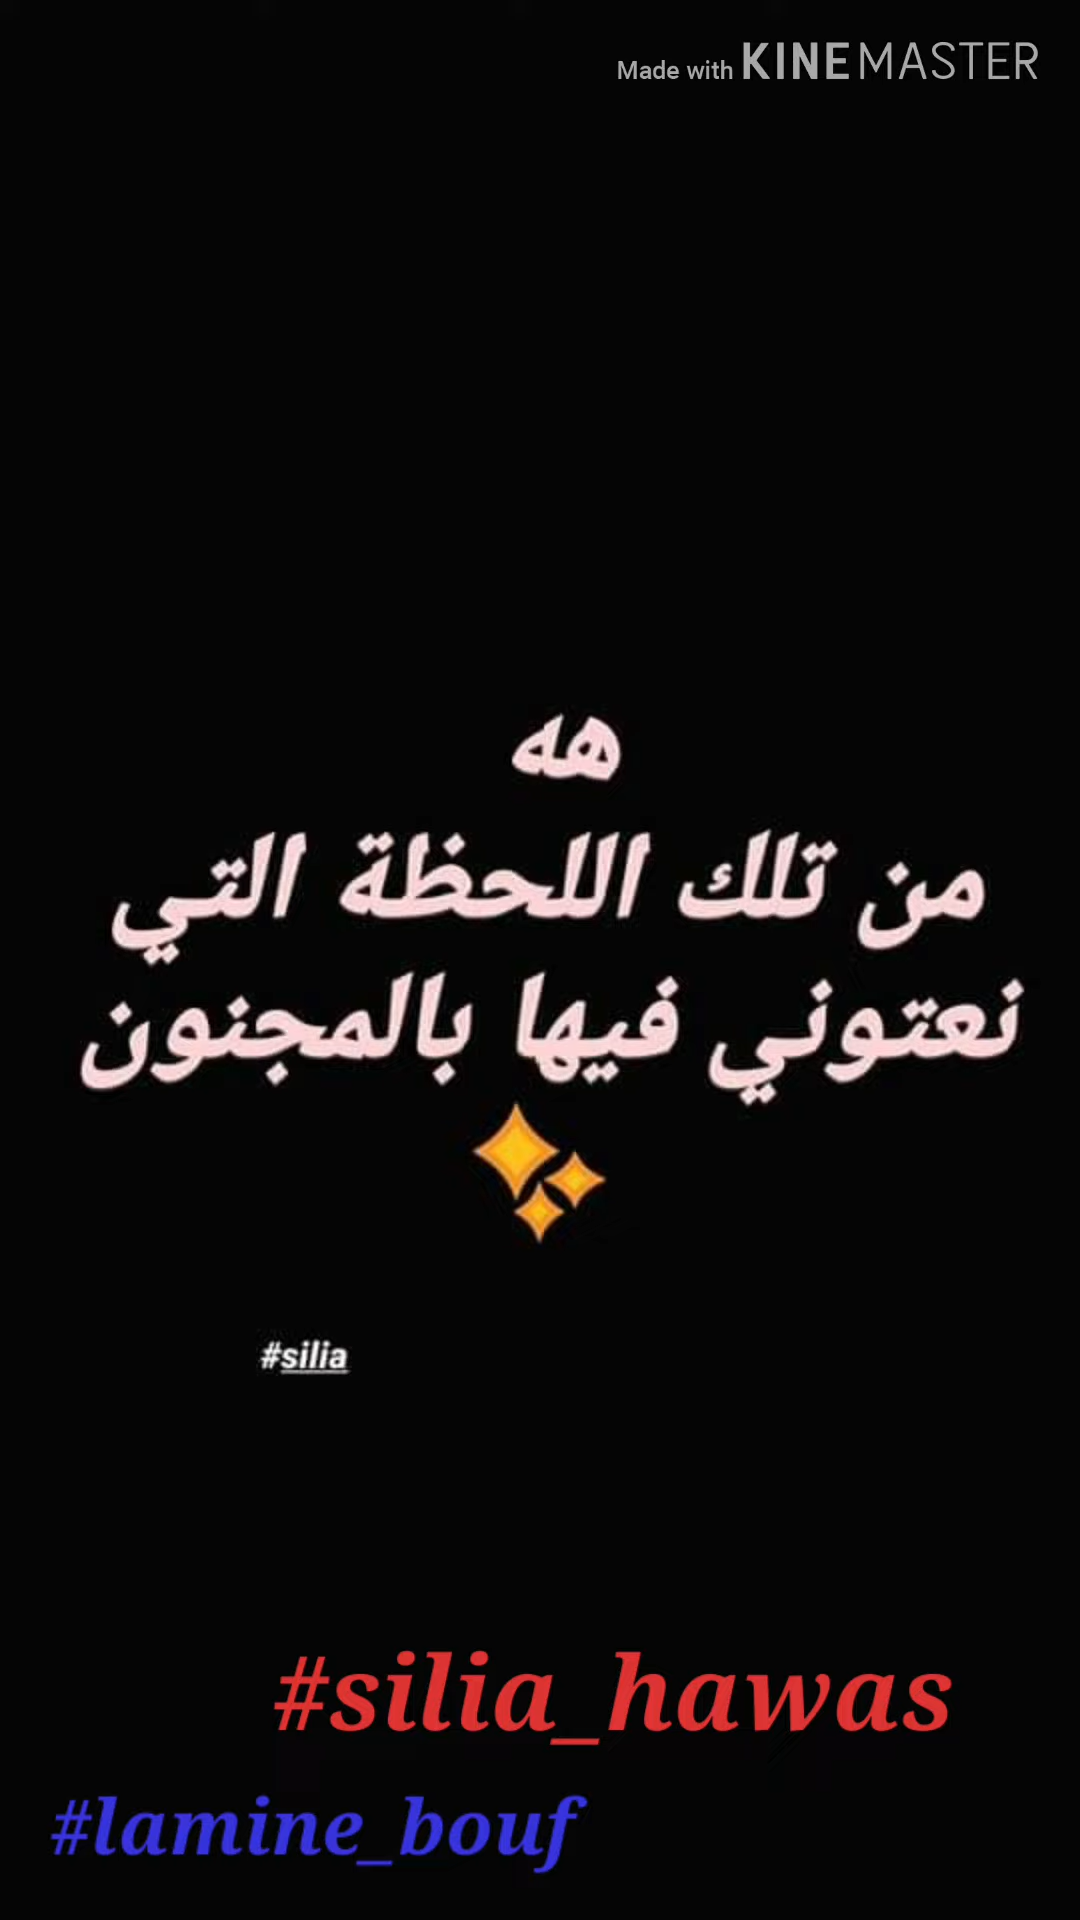 Made with KINEMASTER
هه
من تلك اللحظة التي
نعتوني فيها بالمجنون
✨
#silia
#silia_hawas
#lamine_bouf